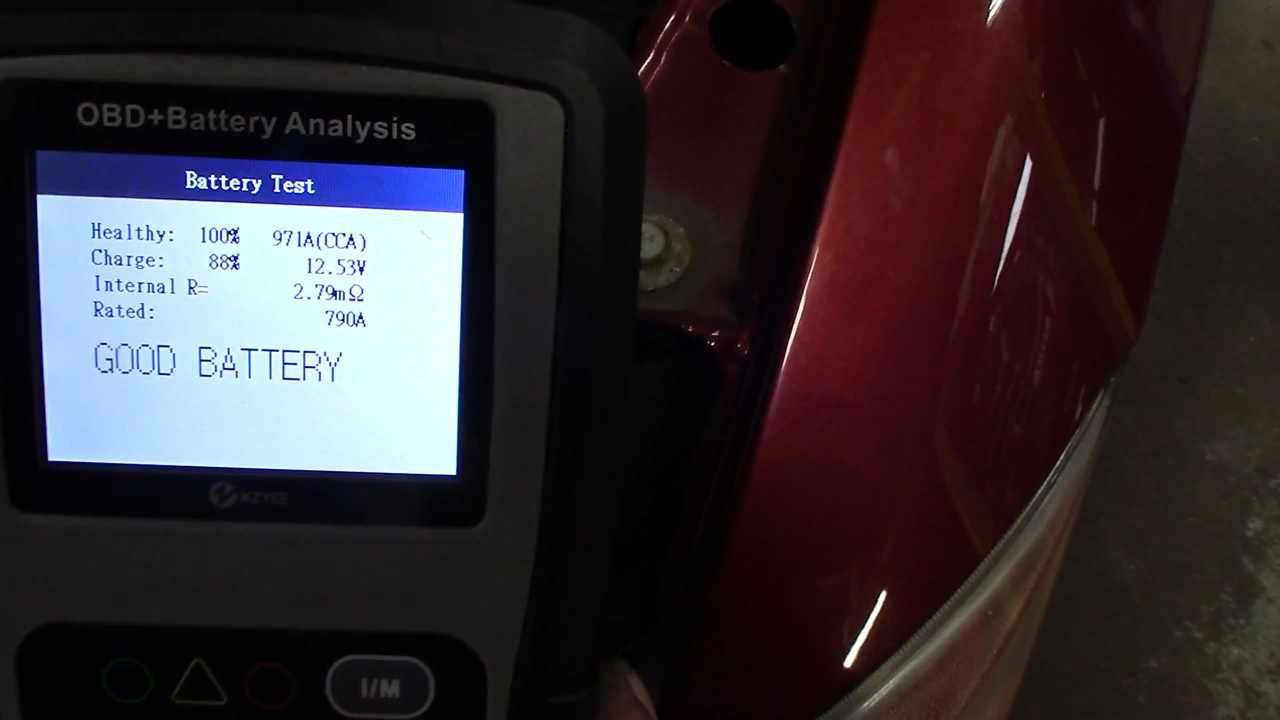 OBD+Battery Analysis
Battery Test
Healthy: 100% 971A(CCA)
Charge: 88% 12.53V
Internal R= 2.79mΩ
Rated: 790A
GOOD BATTERY
KZYEE
I/M